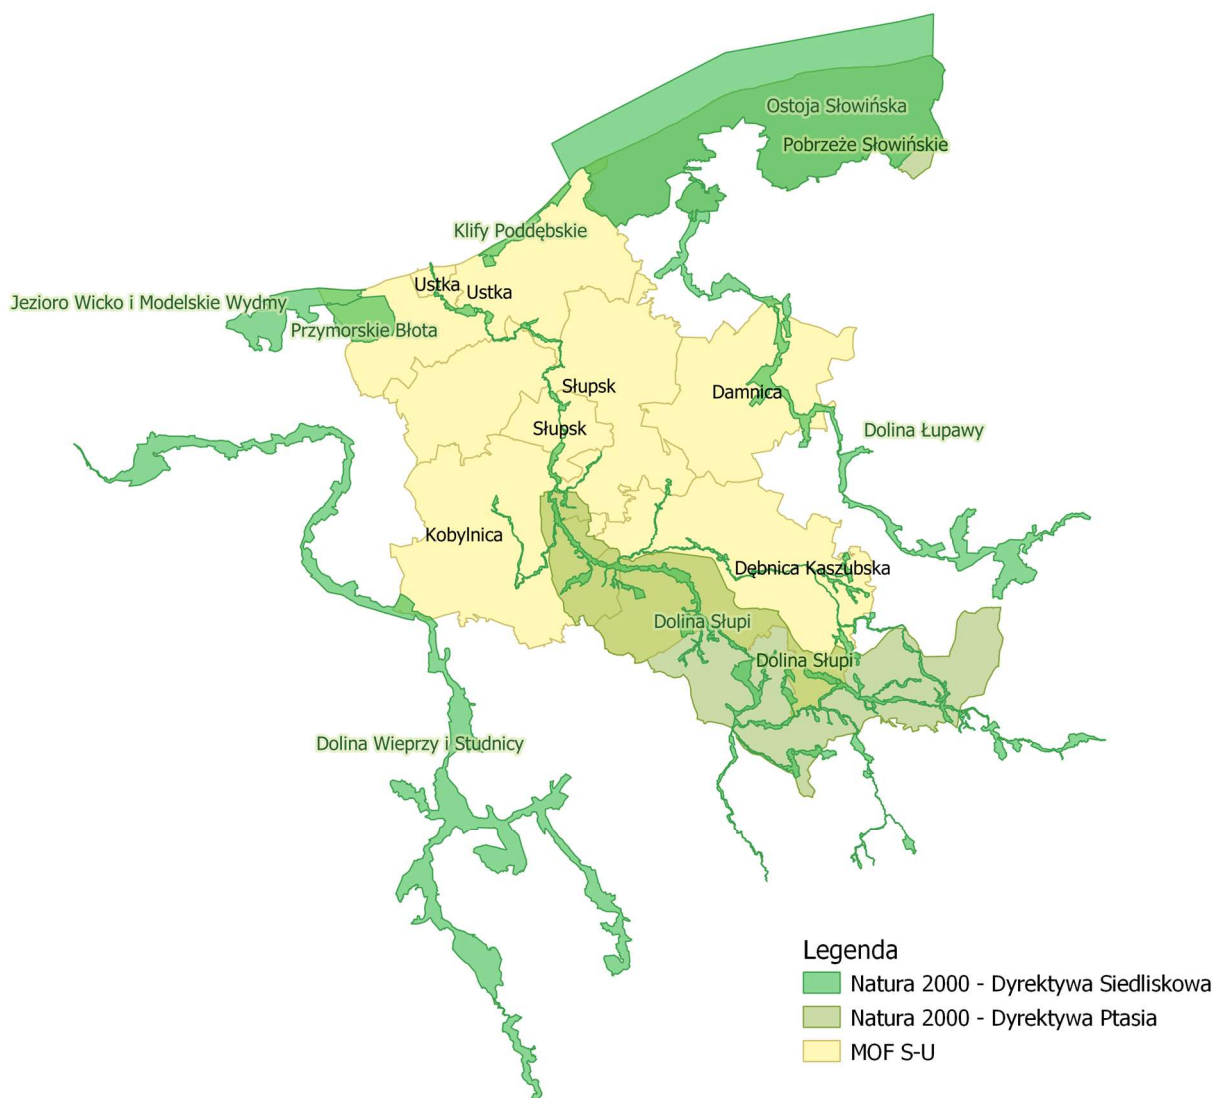 Ostoja Słowińska
Pobrzeże Słowińskie
Klify Poddębskie
Ustka
Ustka
Jezioro Wicko i Modelskie Wydmy
Przymorskie Błota
Słupsk
Damnica
Słupsk
Dolina Łupawy
Kobylnica
Dębnica Kaszubska
Dolina Słupi
Dolina Słupi
Dolina Wieprzy i Studnicy
Legenda
Natura 2000 - Dyrektywa Siedliskowa
Natura 2000 - Dyrektywa Ptasia
MOF S-U